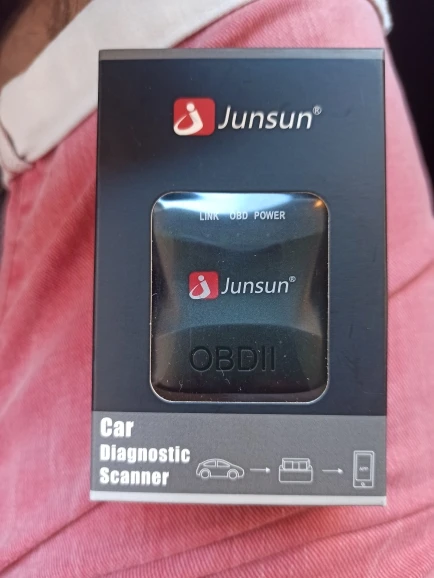 Junsun®
LINK OBD POWER
Junsun®
OBDII
Car
Diagnostic
Scanner